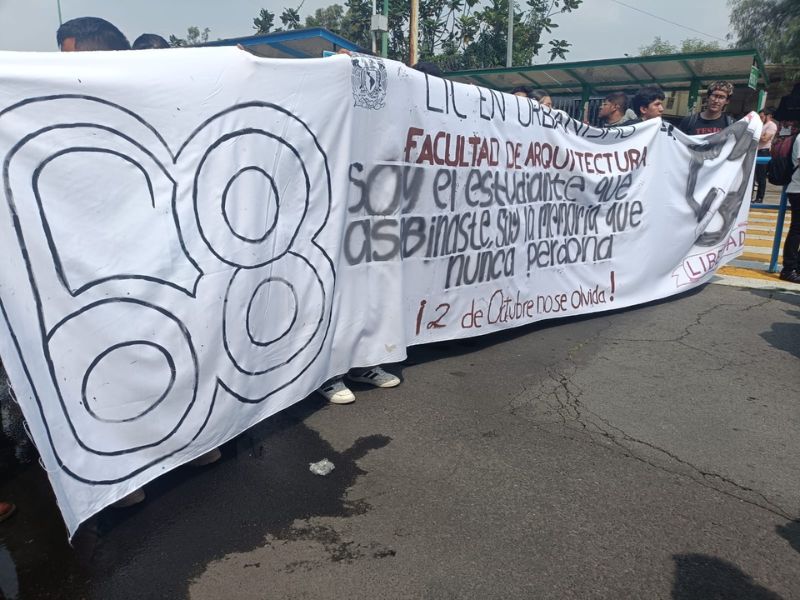 68
LIC EN URBANISMO
FACULTAD DE ARQUITECTURA
Soy el estudiante que
asesinaste, soy la memoria que
nunca perdona
¡2 de Octubre no se olvida!
LIBERTAD